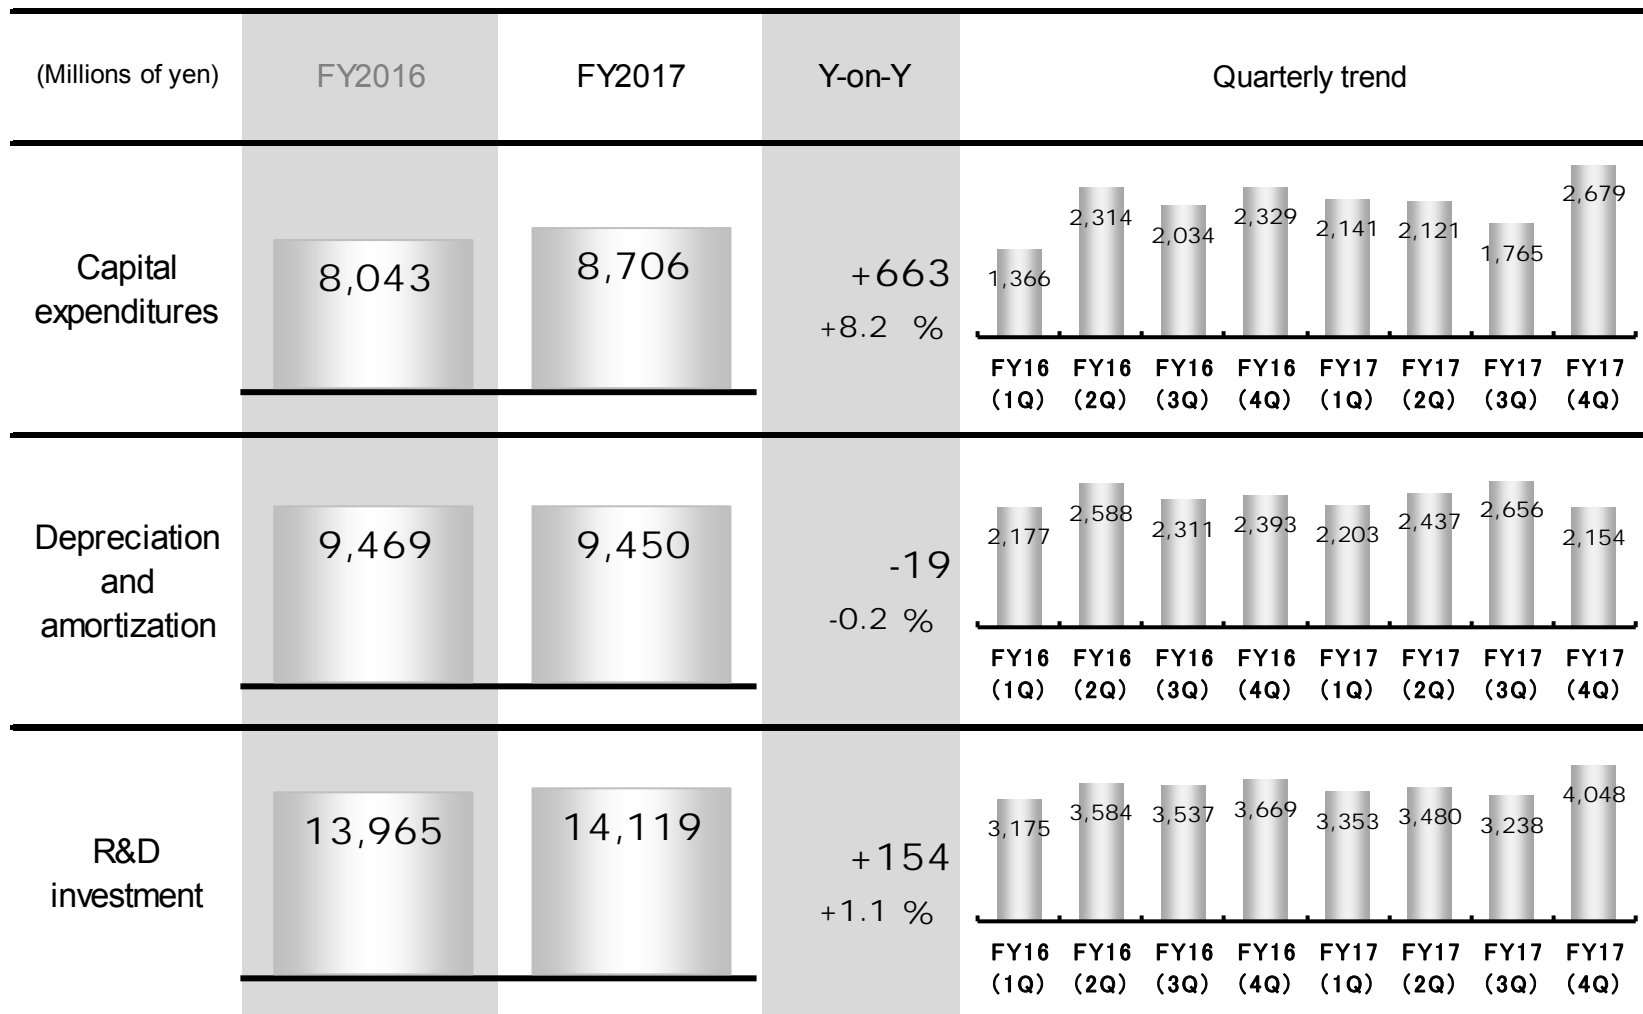 (Millions of yen) FY2016 FY2017 Y-on-Y Quarterly trend
Capital
expenditures
8,043
8,706
+663
+8.2 %
1,366 2,314 2,034 2,329 2,141 2,121 1,765 2,679
FY16 FY16 FY16 FY16 FY17 FY17 FY17 FY17
(1Q) (2Q) (3Q) (4Q) (1Q) (2Q) (3Q) (4Q)
Depreciation
and
amortization
9,469
9,450
-19
-0.2 %
2,177 2,588 2,311 2,393 2,203 2,437 2,656 2,154
FY16 FY16 FY16 FY16 FY17 FY17 FY17 FY17
(1Q) (2Q) (3Q) (4Q) (1Q) (2Q) (3Q) (4Q)
R&D
investment
13,965
14,119
+154
+1.1 %
3,175 3,584 3,537 3,669 3,353 3,480 3,238 4,048
FY16 FY16 FY16 FY16 FY17 FY17 FY17 FY17
(1Q) (2Q) (3Q) (4Q) (1Q) (2Q) (3Q) (4Q)